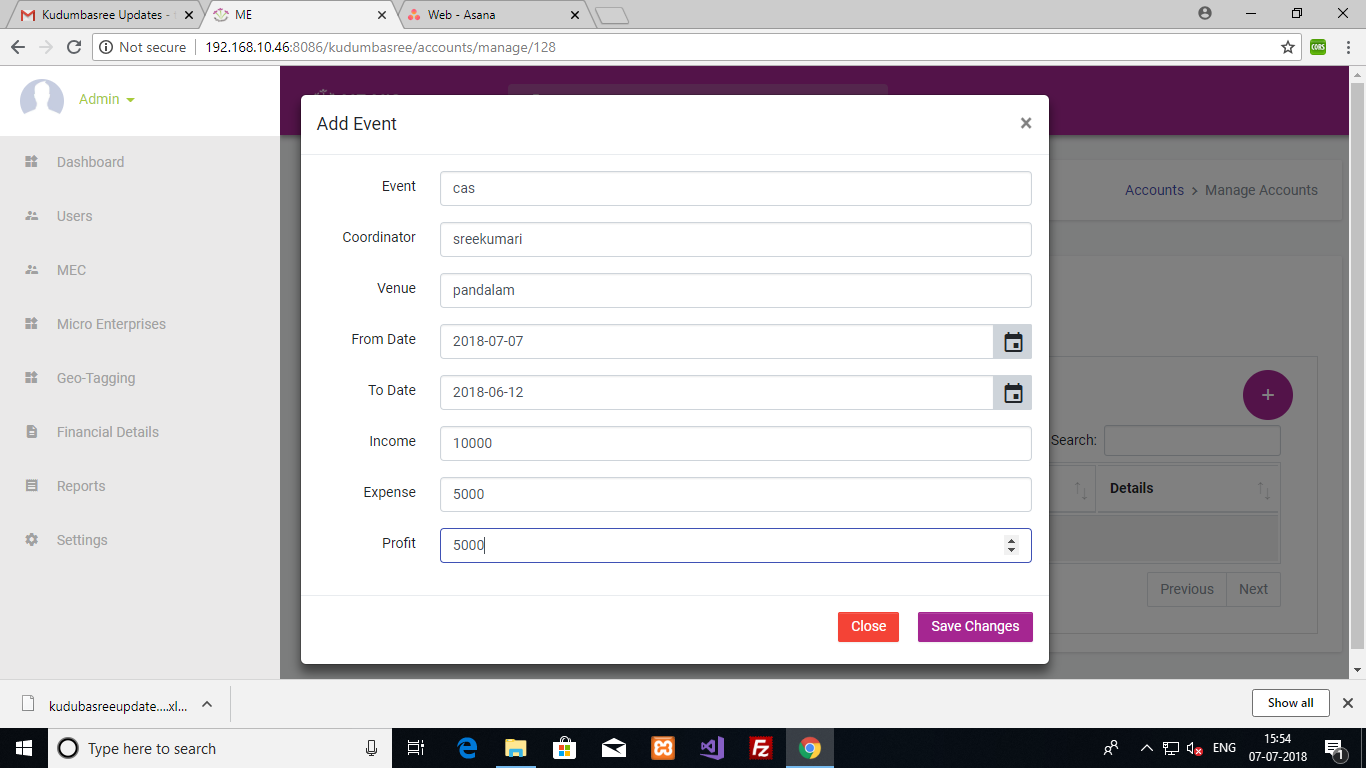 Kudumbasree Updates -
ME
Web - Asana
Not secure
192.168.10.46:8086/kudumbasree/accounts/manage/128
CORS
Admin
Dashboard
Users
MEC
Micro Enterprises
Geo-Tagging
Financial Details
Reports
Settings
Add Event
×
Event
cas
Coordinator
sreekumari
Venue
pandalam
From Date
2018-07-07
To Date
2018-06-12
Income
10000
Expense
5000
Profit
5000
Close
Save Changes
Accounts > Manage Accounts
+
Search:
Details
Previous
Next
kudubasreeupdate....xl...
Show all
Type here to search
ENG
15:54
07-07-2018
1